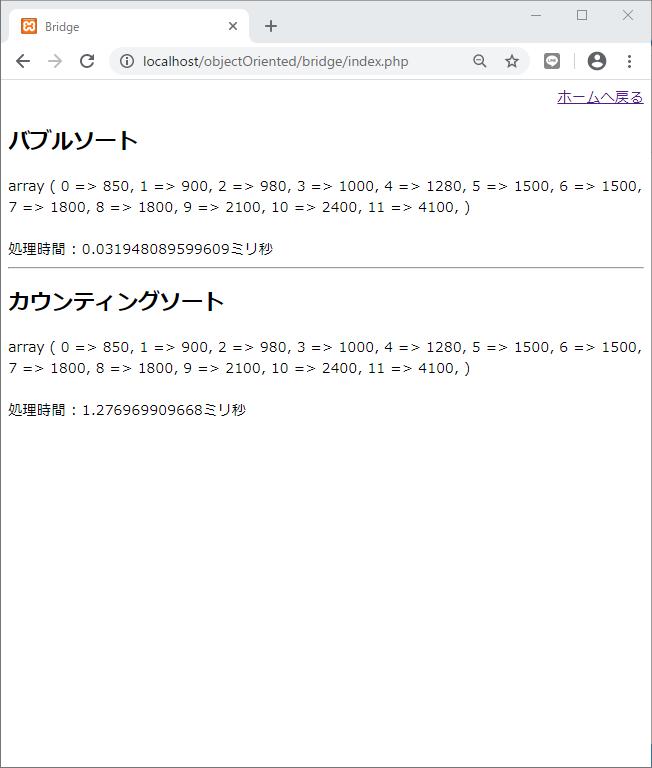 Bridge
localhost/objectOriented/bridge/index.php
ホームへ戻る
バブルソート
array ( 0 => 850, 1 => 900, 2 => 980, 3 => 1000, 4 => 1280, 5 => 1500, 6 => 1500,
7 => 1800, 8 => 1800, 9 => 2100, 10 => 2400, 11 => 4100, )
処理時間：0.031948089599609ミリ秒
カウンティングソート
array ( 0 => 850, 1 => 900, 2 => 980, 3 => 1000, 4 => 1280, 5 => 1500, 6 => 1500,
7 => 1800, 8 => 1800, 9 => 2100, 10 => 2400, 11 => 4100, )
処理時間：1.276969909668ミリ秒